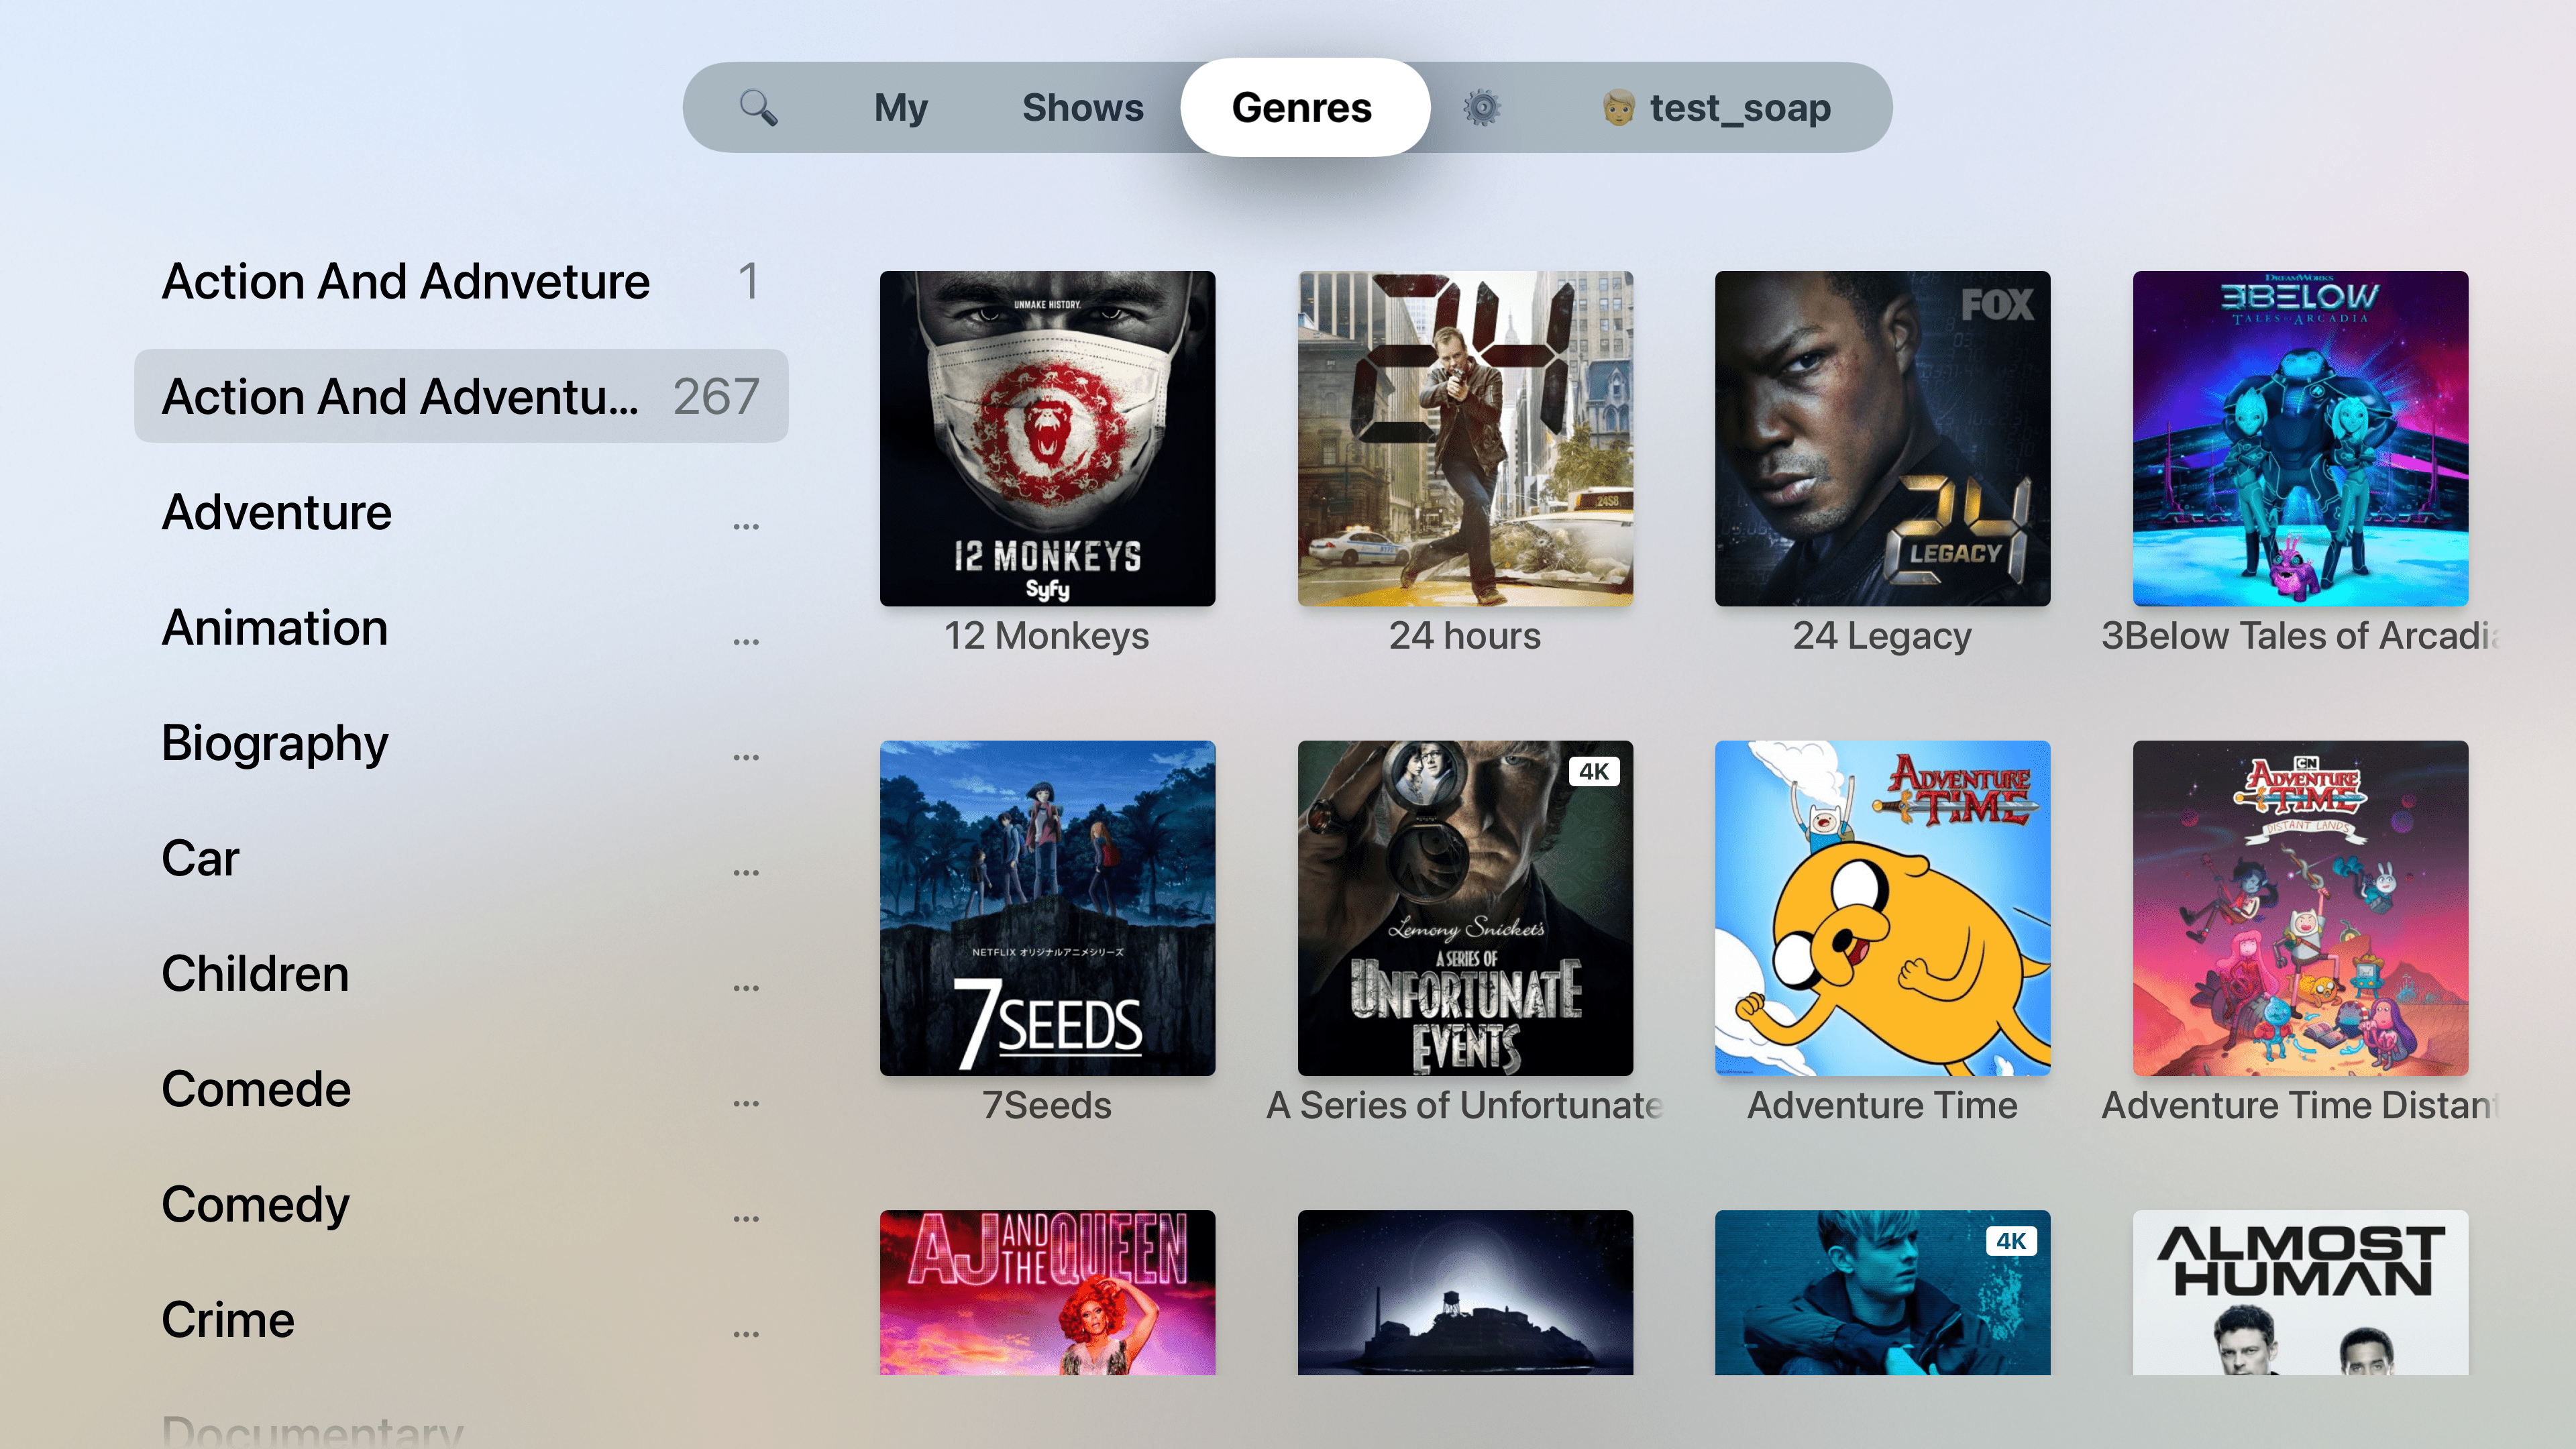 My
Shows
Genres
test_soap
Action And Adnveture 1
Action And Adventu... 267
Adventure ...
Animation ...
Biography ...
Car ...
Children ...
Comede ...
Comedy ...
Crime ...
Documentary
UNMAKE HISTORY.
12 MONKEYS
Syfy
12 Monkeys
24
24S8
24 hours
FOX
24
LEGACY
24 Legacy
DREAMWORKS
3BELOW
TALES OF ARCADIA
3Below Tales of Arcadia
NETFLIX オリジナルアニメシリーズ
7SEEDS
7Seeds
4K
Lemony Snicket's
A SERIES OF
UNFORTUNATE
EVENTS
A Series of Unfortunate
ADVENTURE
TIME
Adventure Time
CN
ADVENTURE
TIME
DISTANT LANDS
Adventure Time Distant
AJ AND THE QUEEN
4K
ALMOST
HUMAN